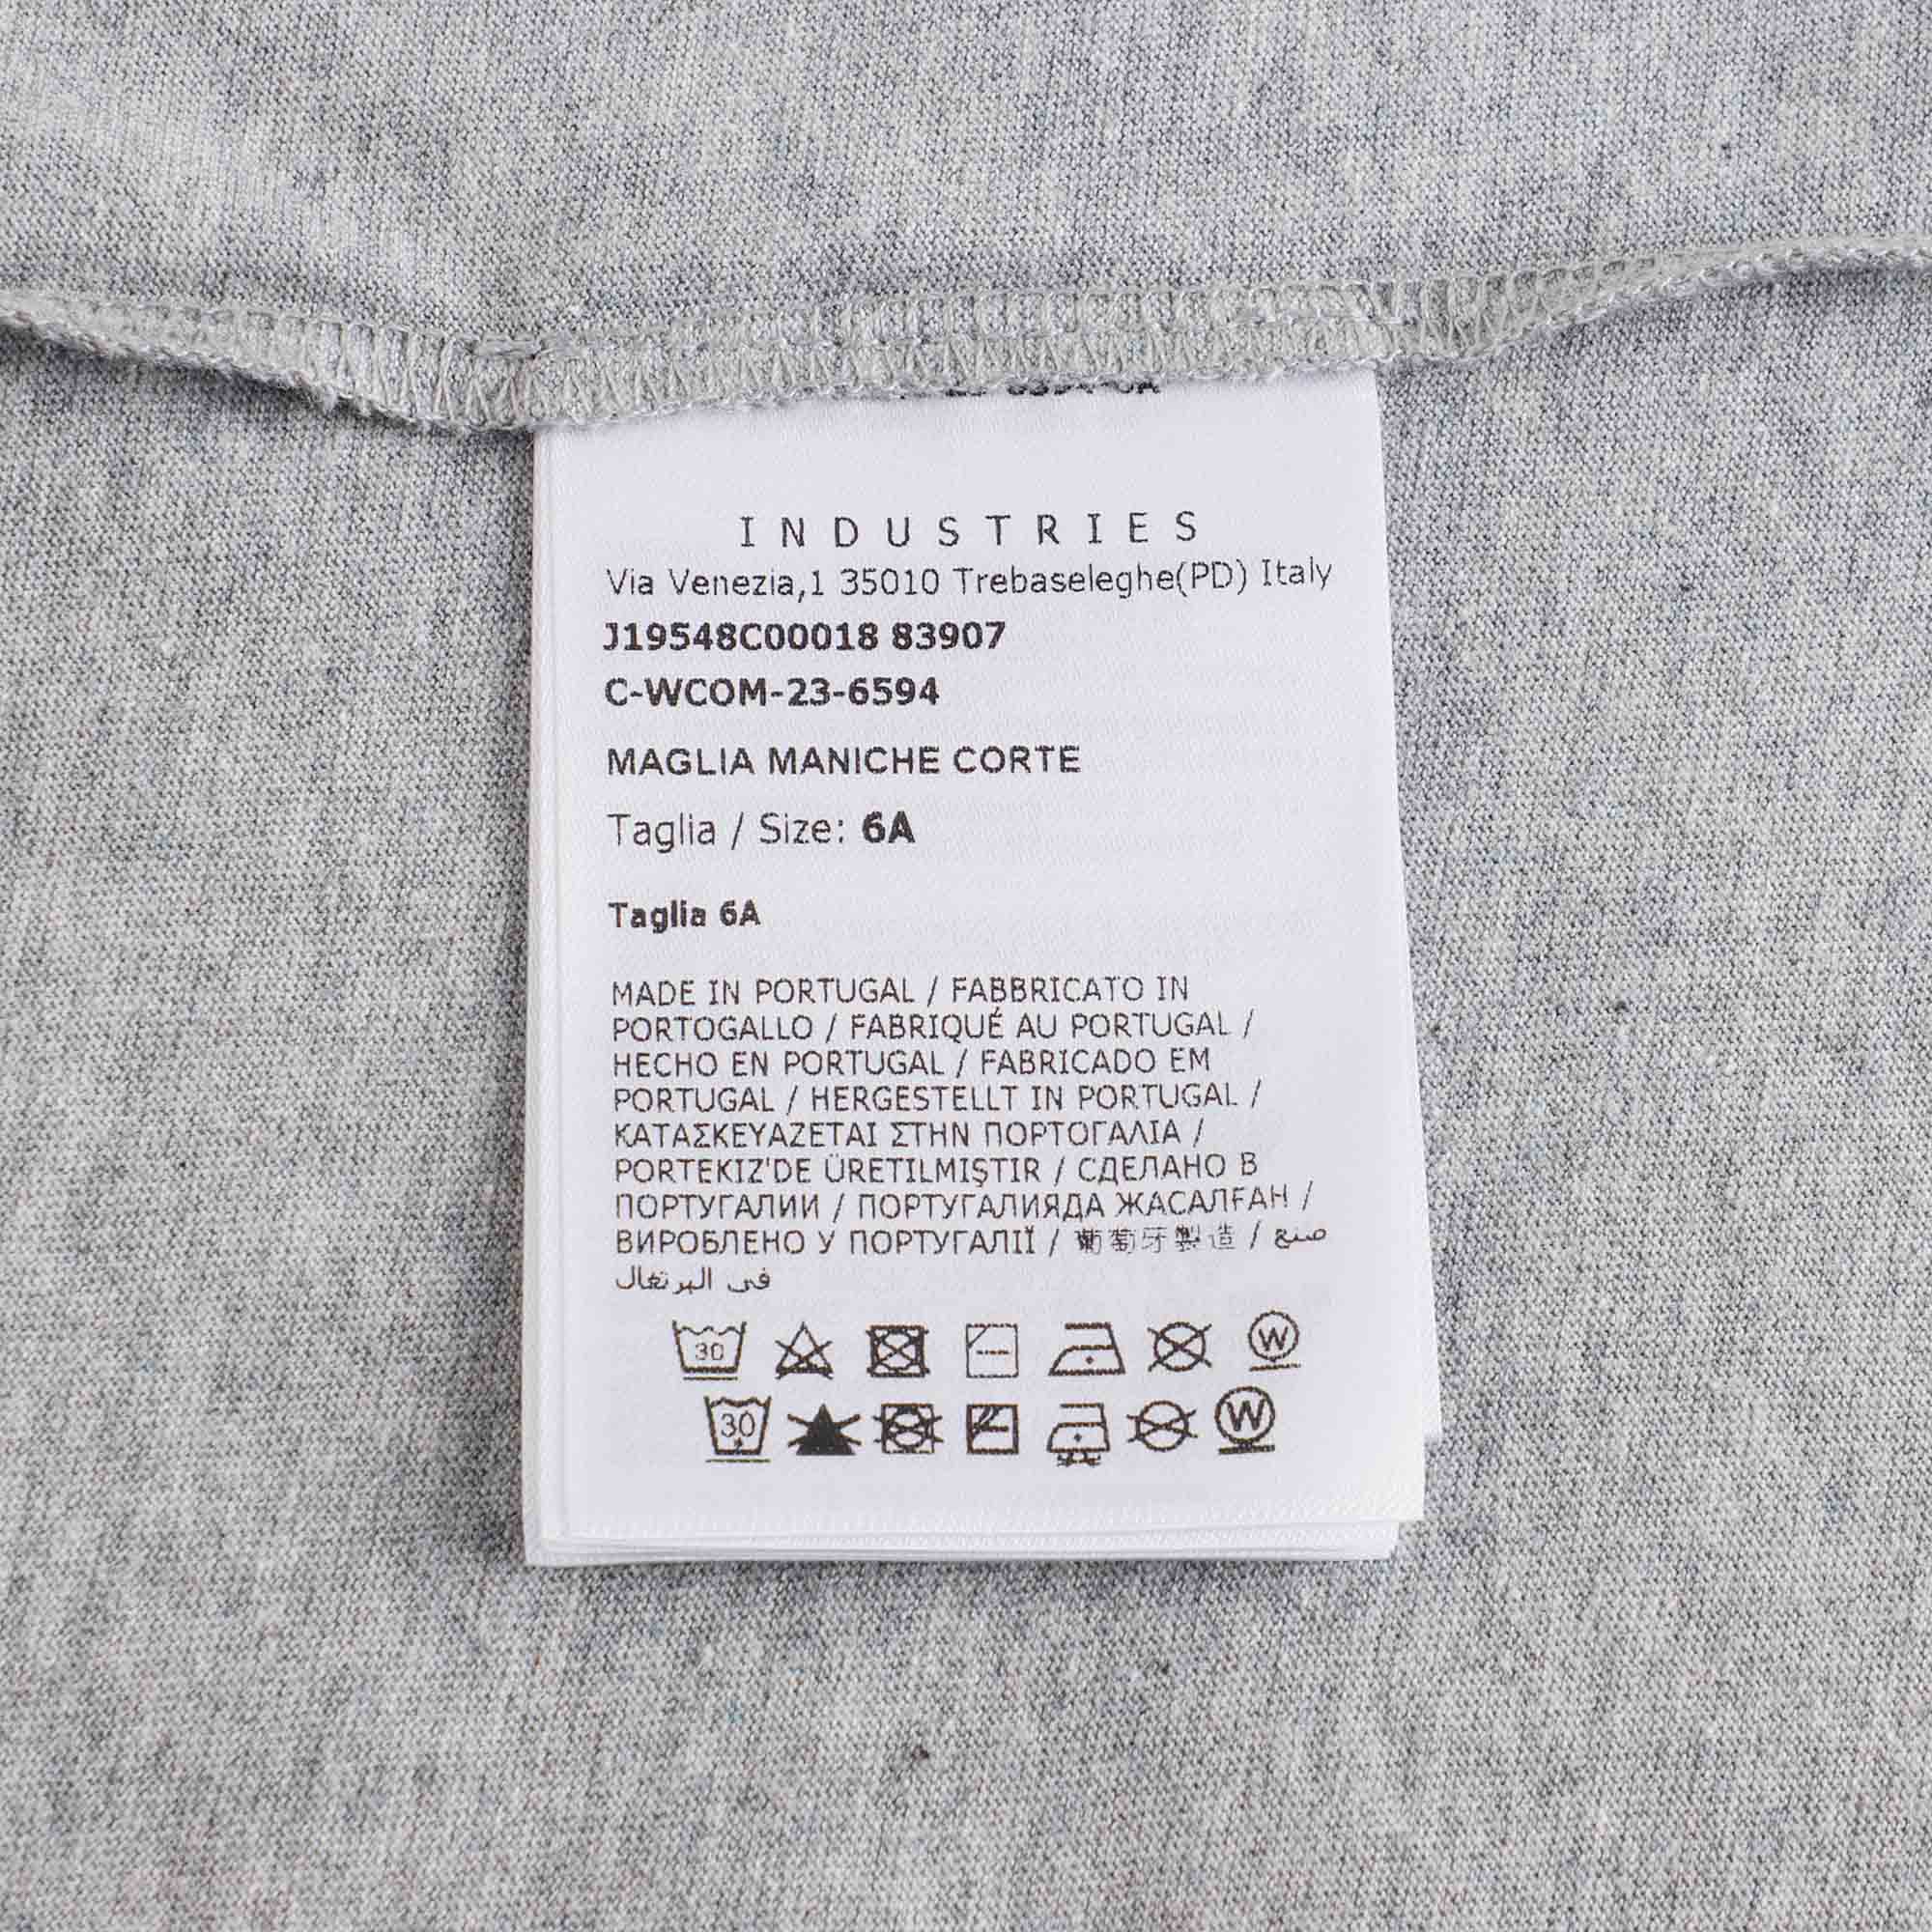 I N D U S T R I E S
Via Venezia,1 35010 Trebaseleghe(PD) Italy
J19548C00018 83907
C-WCOM-23-6594
MAGLIA MANICHE CORTE
Taglia / Size: 6A
Taglia 6A
MADE IN PORTUGAL / FABBRICATO IN
PORTOGALLO / FABRIQUÉ AU PORTUGAL /
HECHO EN PORTUGAL / FABRICADO EM
PORTUGAL / HERGESTELLT IN PORTUGAL /
ΚΑΤΑΣΚΕΥΑΖΕΤΑΙ ΣΤΗΝ ΠΟΡΤΟΓΑΛΙΑ /
PORTEKIZ'DE ÜRETILMIŞTIR / СДЕЛАНО В
ПОРТУГАЛИИ / ПОРТУГАЛИЯДА ЖАСАЛҒАН /
ВИРОБЛЕНО У ПОРТУГАЛІЇ / 葡萄牙製造 / صنع
في البرتغال
30 W
30 W